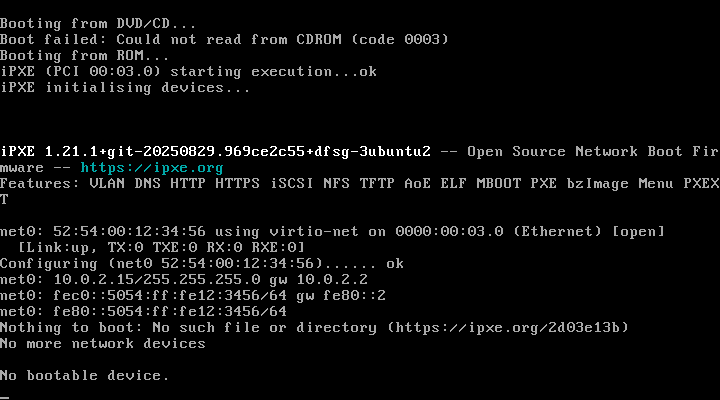 Booting from DVD/CD...
Boot failed: Could not read from CDROM (code 0003)
Booting from ROM...
iPXE (PCI 00:03.0) starting execution...ok
iPXE initialising devices...
iPXE 1.21.1+git-20250829.969ce2c55+dfsg-3ubuntu2 -- Open Source Network Boot Fir
mware -- https://ipxe.org
Features: VLAN DNS HTTP HTTPS iSCSI NFS TFTP AoE ELF MBOOT PXE bzImage Menu PXEX
T
net0: 52:54:00:12:34:56 using virtio-net on 0000:00:03.0 (Ethernet) [open]
[Link:up, TX:0 TXE:0 RX:0 RXE:0]
Configuring (net0 52:54:00:12:34:56)...... ok
net0: 10.0.2.15/255.255.255.0 gw 10.0.2.2
net0: fec0::5054:ff:fe12:3456/64 gw fe80::2
net0: fe80::5054:ff:fe12:3456/64
Nothing to boot: No such file or directory (https://ipxe.org/2d03e13b)
No more network devices
No bootable device.